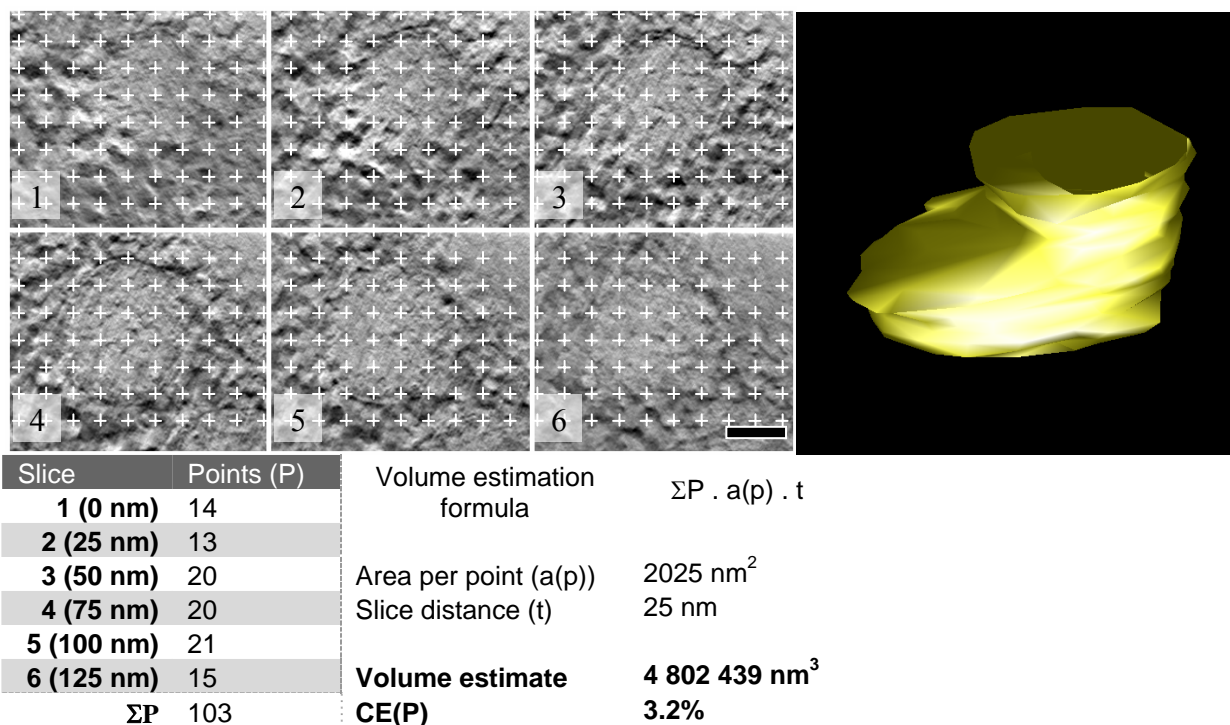 1
2
3
4
5
6
Slice Points (P)
1 (0 nm) 14
2 (25 nm) 13
3 (50 nm) 20
4 (75 nm) 20
5 (100 nm) 21
6 (125 nm) 15
ΣP 103
Volume estimation
formula
ΣP . a(p) . t
Area per point (a(p)) 2025 nm²
Slice distance (t) 25 nm
Volume estimate 4 802 439 nm³
CE(P) 3.2%